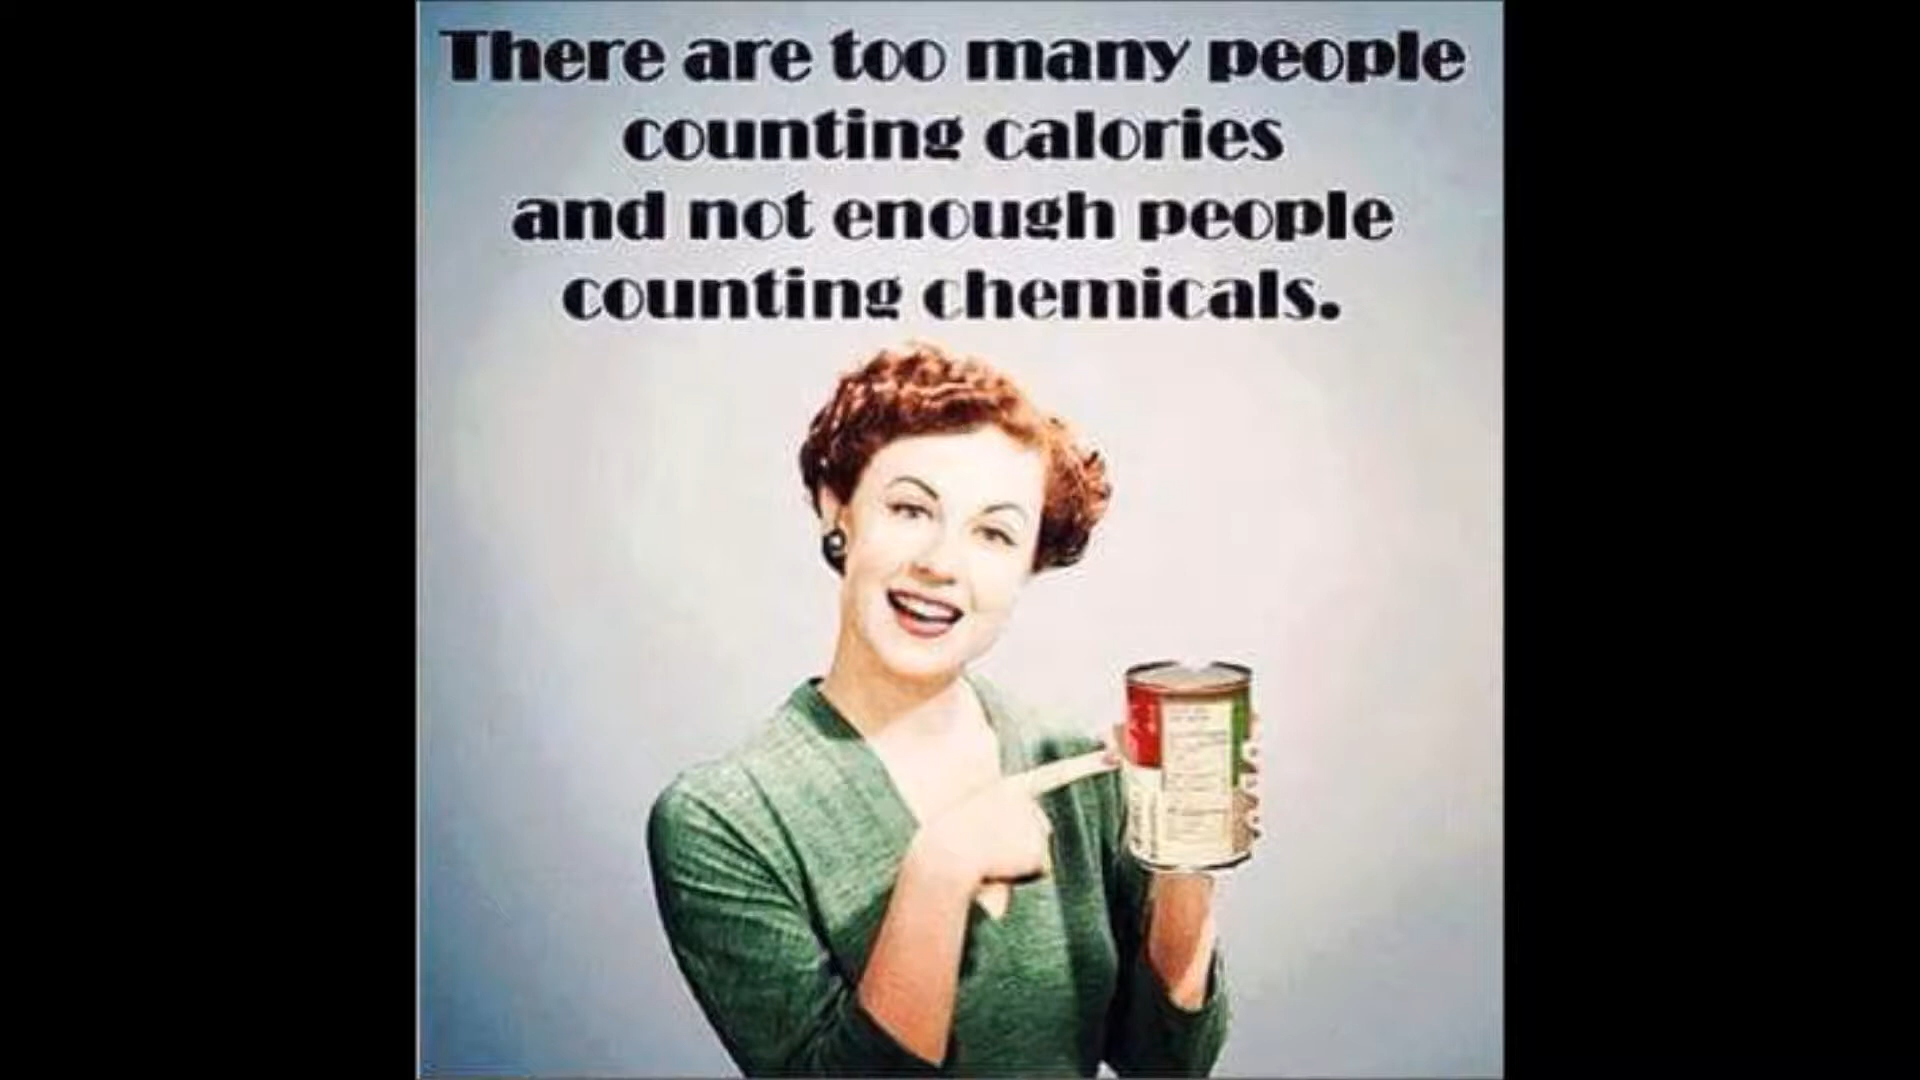 There are too many people
counting calories
and not enough people
counting chemicals.